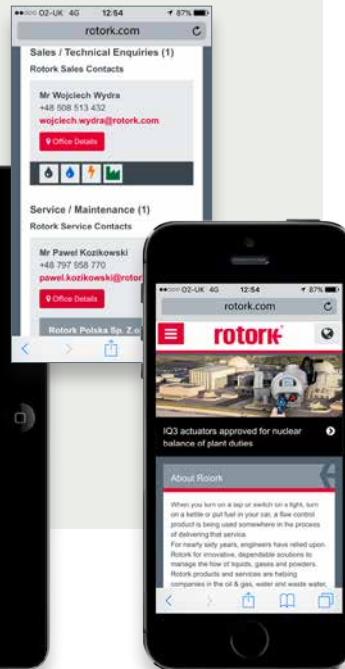 O2-UK 4G 12:54 87%
rotork.com
Sales / Technical Enquiries (1)
Rotork Sales Contacts
Mr Wojciech Wydra
+48 508 513 432
wojciech.wydra@rotork.com
Office Details
Service / Maintenance (1)
Rotork Service Contacts
Mr Pawel Kozikowski
+48 797 958 770
pawel.kozikowski@rotor
Office Details
Rotork Polska Sp. Z.o
O2-UK 4G 12:54 87%
rotork.com
rotork
IQ3 actuators approved for nuclear
balance of plant duties
About Rotork
When you turn on a tap or switch on a light, turn
on a kettle or put fuel in your car, a flow control
product is being used somewhere in the process
of delivering that service.
For nearly sixty years, engineers have relied upon
Rotork for innovative, dependable solutions to
manage the flow of liquids, gases and powders.
Rotork products and services are helping
companies in the oil & gas, water and waste water,